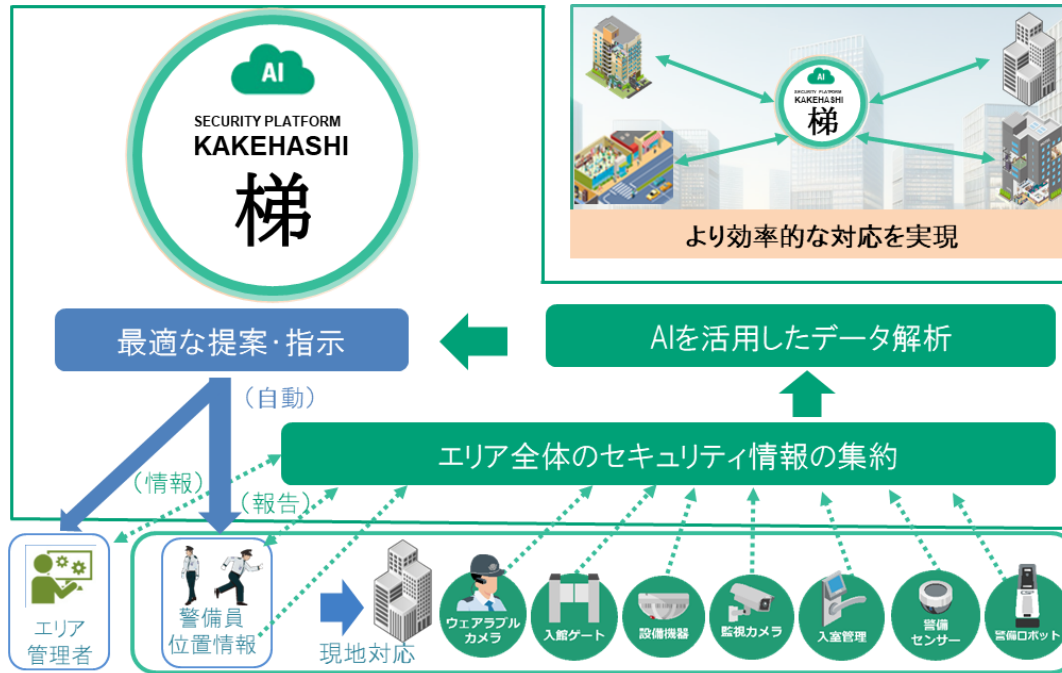 AI
SECURITY PLATFORM
KAKEHASHI
梯
AI
SECURITY PLATFORM
KAKEHASHI
梯
より効率的な対応を実現
最適な提案・指示
AIを活用したデータ解析
(自動)
エリア全体のセキュリティ情報の集約
(情報)
(報告)
エリア
管理者
警備員
位置情報
現地対応
ウェアラブル
カメラ
入館ゲート
設備機器
監視カメラ
入室管理
警備
センサー
CSP
警備ロボット